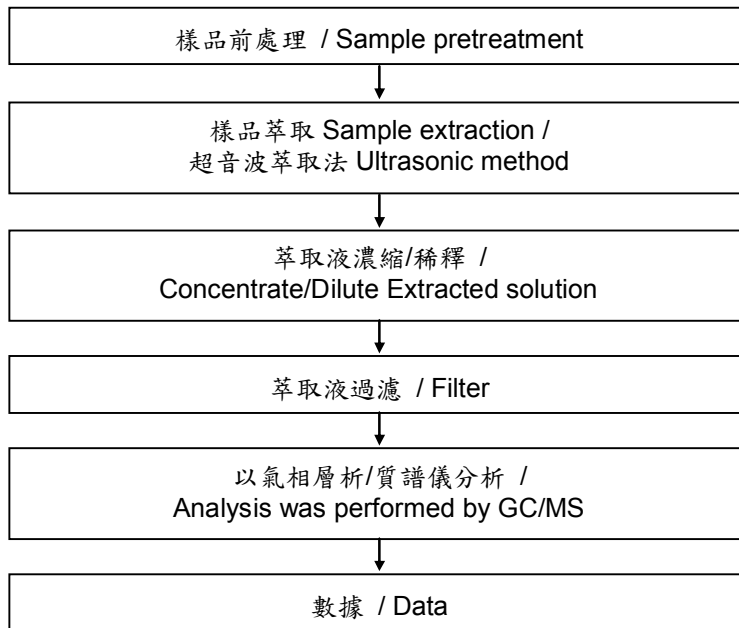 樣品前處理 / Sample pretreatment
樣品萃取 Sample extraction /
超音波萃取法 Ultrasonic method
萃取液濃縮/稀釋 /
Concentrate/Dilute Extracted solution
萃取液過濾 / Filter
以氣相層析/質譜儀分析 /
Analysis was performed by GC/MS
數據 / Data